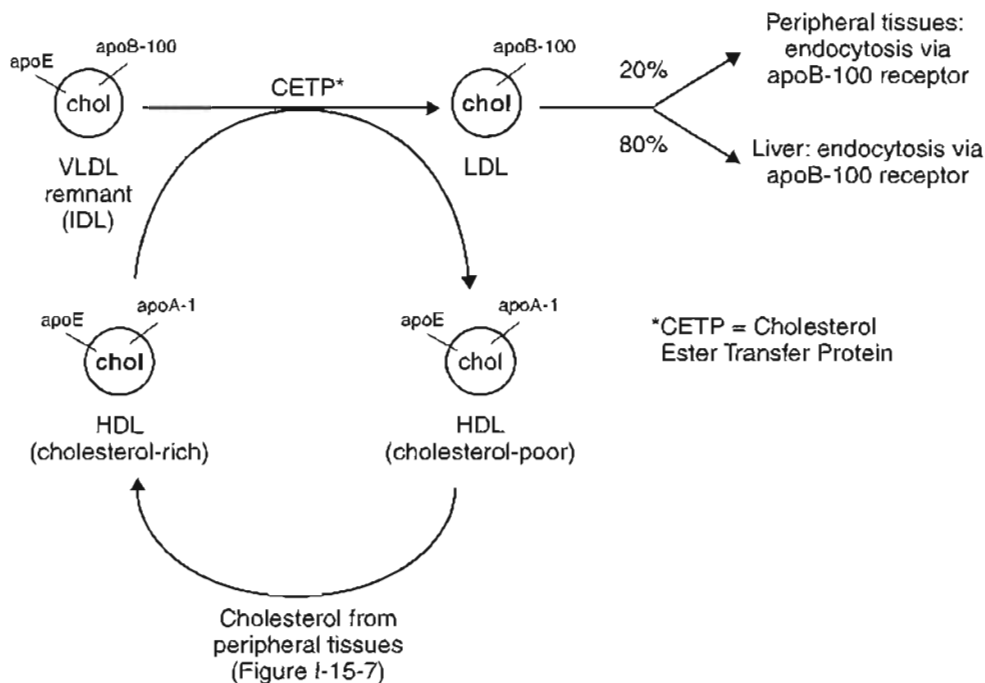 apoE
apoB-100
chol
VLDL
remnant
(IDL)
CETP*
apoB-100
chol
LDL
20%
80%
Peripheral tissues:
endocytosis via
apoB-100 receptor
Liver: endocytosis via
apoB-100 receptor
apoE
apoA-1
chol
HDL
(cholesterol-rich)
apoE
apoA-1
chol
HDL
(cholesterol-poor)
*CETP = Cholesterol
Ester Transfer Protein
Cholesterol from
peripheral tissues
(Figure I-15-7)